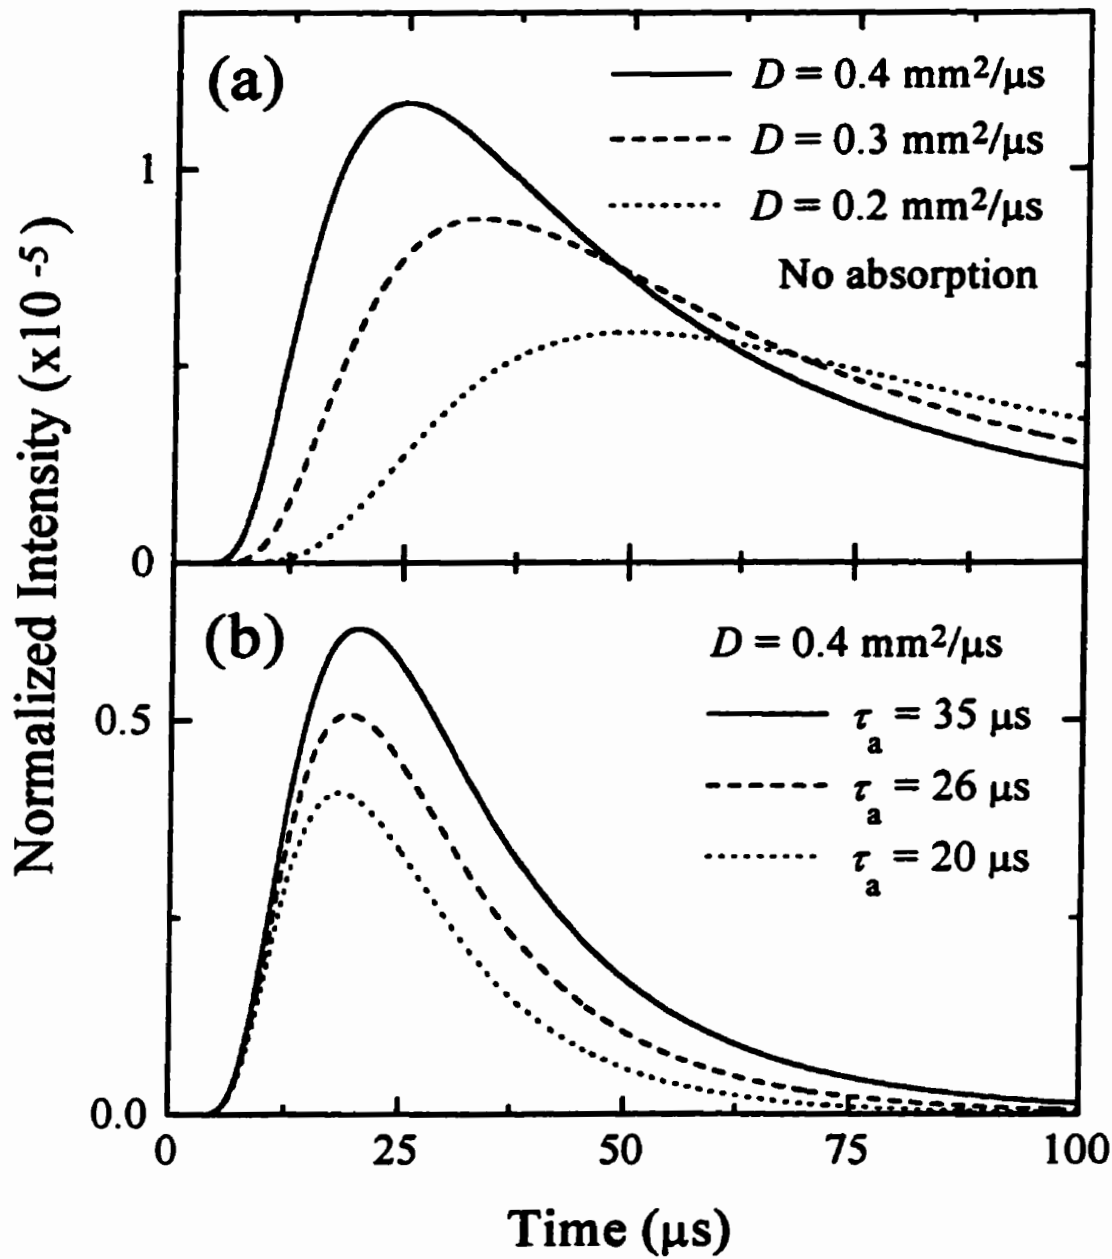 (a)
D = 0.4 mm²/μs
D = 0.3 mm²/μs
D = 0.2 mm²/μs
No absorption
1
0
Normalized Intensity (x10 ⁻⁵)
(b)
D = 0.4 mm²/μs
τa = 35 μs
τa = 26 μs
τa = 20 μs
0.5
0.0
0 25 50 75 100
Time (μs)